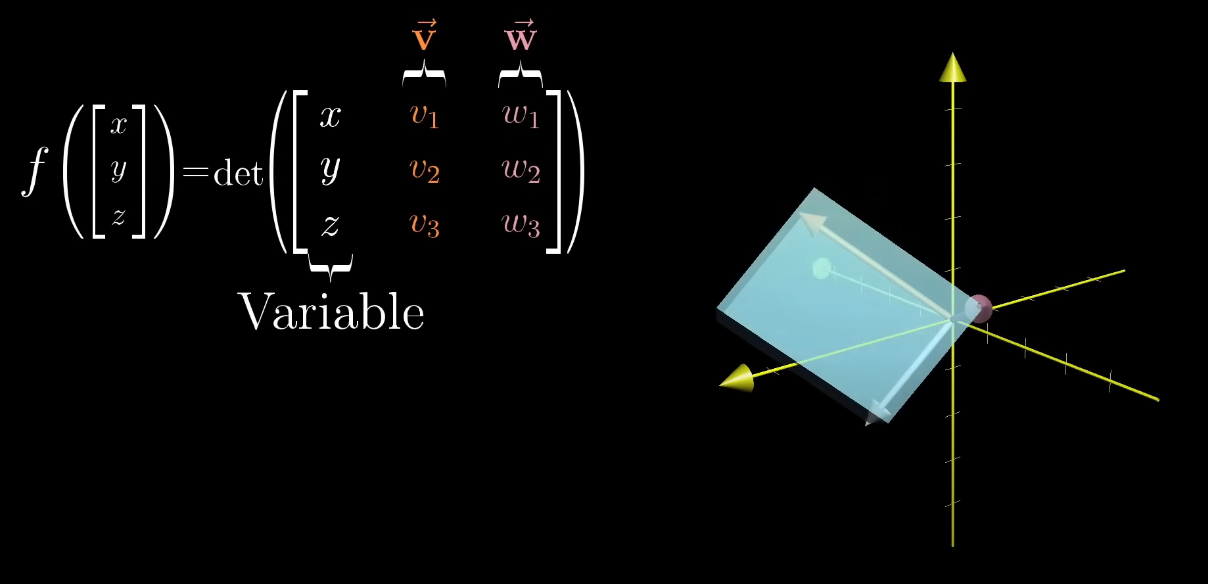 $\vec{\mathbf{v}}$ $\vec{\mathbf{w}}$
$f\left(\begin{bmatrix} x \\ y \\ z \end{bmatrix}\right) = \det\left(\begin{bmatrix} x & v_1 & w_1 \\ y & v_2 & w_2 \\ z & v_3 & w_3 \end{bmatrix}\right)$
Variable